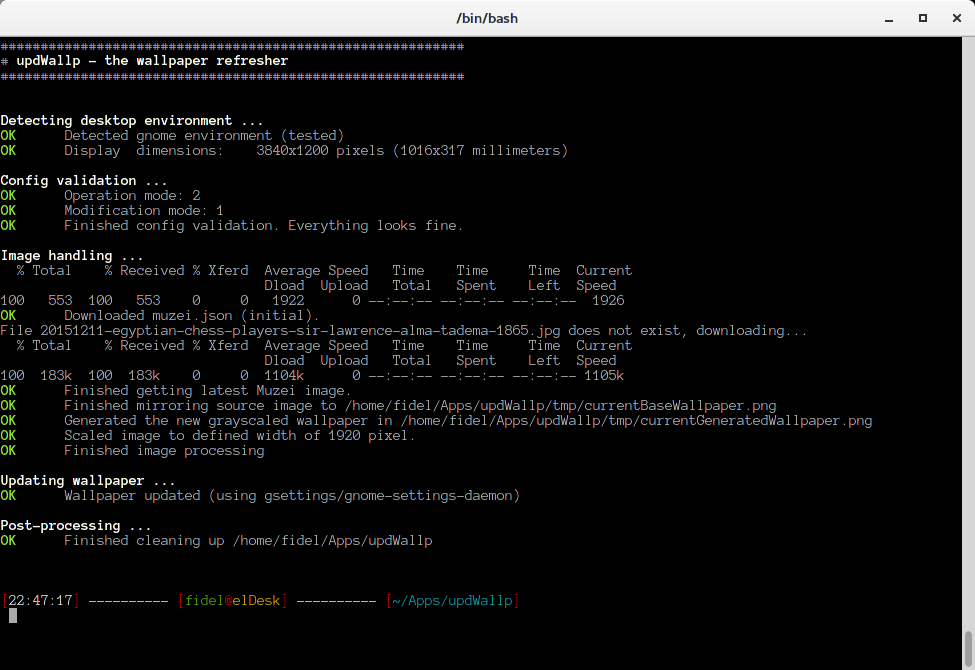 /bin/bash
##########################################################
# updWallp - the wallpaper refresher
##########################################################
Detecting desktop environment ...
OK      Detected gnome environment (tested)
OK      Display  dimensions:    3840x1200 pixels (1016x317 millimeters)
Config validation ...
OK      Operation mode: 2
OK      Modification mode: 1
OK      Finished config validation. Everything looks fine.
Image handling ...
  % Total    % Received % Xferd  Average Speed   Time    Time     Time  Current
                                 Dload  Upload   Total   Spent    Left  Speed
100   553  100   553    0     0   1922      0 --:--:-- --:--:-- --:--:--  1926
OK      Downloaded muzei.json (initial).
File 20151211-egyptian-chess-players-sir-lawrence-alma-tadema-1865.jpg does not exist, downloading...
  % Total    % Received % Xferd  Average Speed   Time    Time     Time  Current
                                 Dload  Upload   Total   Spent    Left  Speed
100  183k  100  183k    0     0  1104k      0 --:--:-- --:--:-- --:--:-- 1105k
OK      Finished getting latest Muzei image.
OK      Finished mirroring source image to /home/fidel/Apps/updWallp/tmp/currentBaseWallpaper.png
OK      Generated the new grayscaled wallpaper in /home/fidel/Apps/updWallp/tmp/currentGeneratedWallpaper.png
OK      Scaled image to defined width of 1920 pixel.
OK      Finished image processing
Updating wallpaper ...
OK      Wallpaper updated (using gsettings/gnome-settings-daemon)
Post-processing ...
OK      Finished cleaning up /home/fidel/Apps/updWallp
[22:47:17] ---------- [fidel@elDesk] ---------- [~/Apps/updWallp]